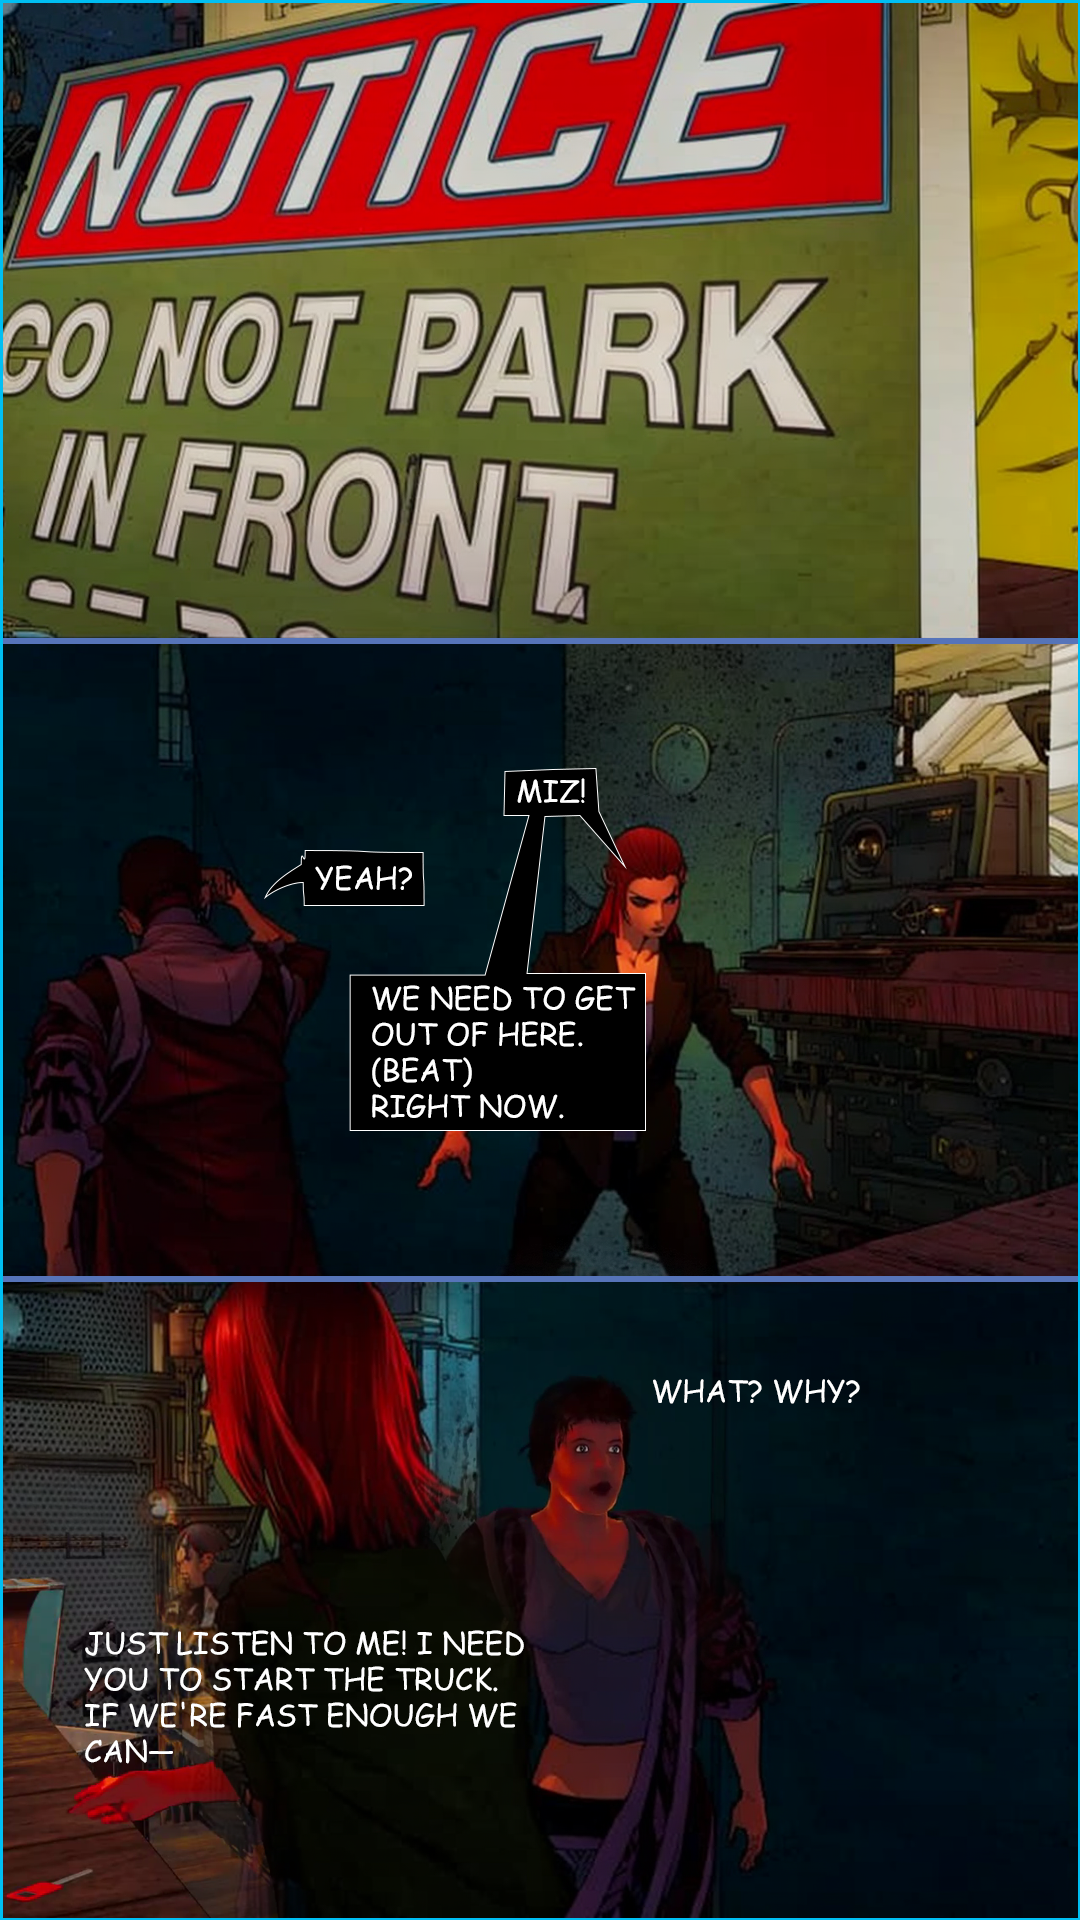 NOTICE
DO NOT PARK
IN FRONT
MIZ!
YEAH?
WE NEED TO GET
OUT OF HERE.
(BEAT)
RIGHT NOW.
WHAT? WHY?
JUST LISTEN TO ME! I NEED
YOU TO START THE TRUCK.
IF WE'RE FAST ENOUGH WE
CAN—